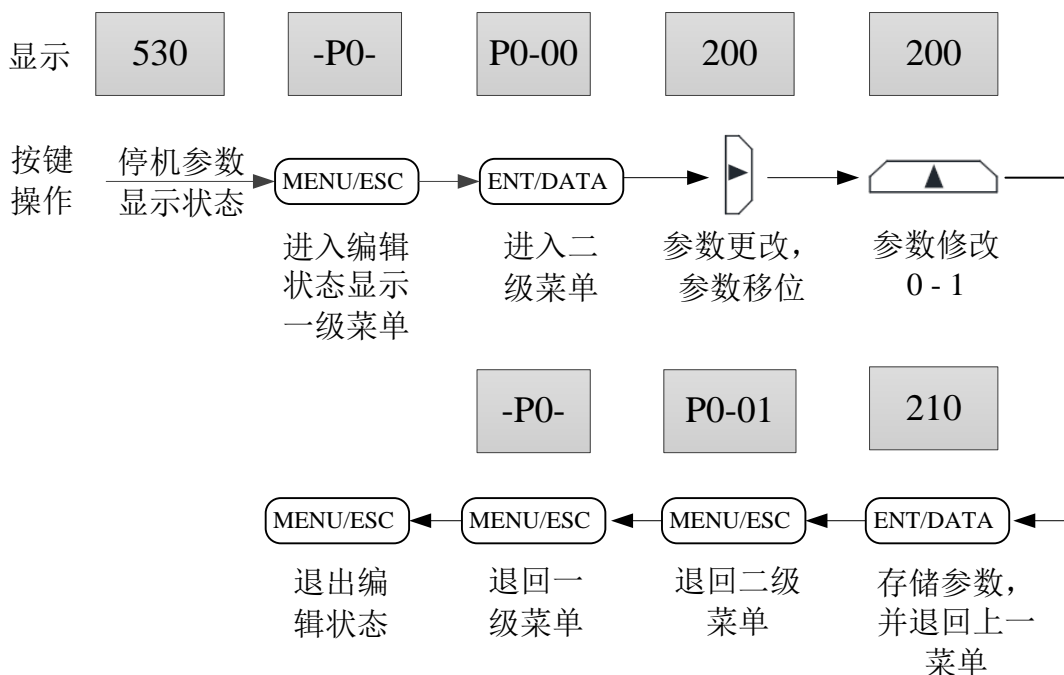 显示
530
-P0-
P0-00
200
200
按键
操作
停机参数
显示状态
MENU/ESC
ENT/DATA
进入编辑
状态显示
一级菜单
进入二
级菜单
参数更改，
参数移位
参数修改
0 - 1
-P0-
P0-01
210
MENU/ESC
MENU/ESC
MENU/ESC
ENT/DATA
退出编
辑状态
退回一
级菜单
退回二级
菜单
存储参数，
并退回上一
菜单